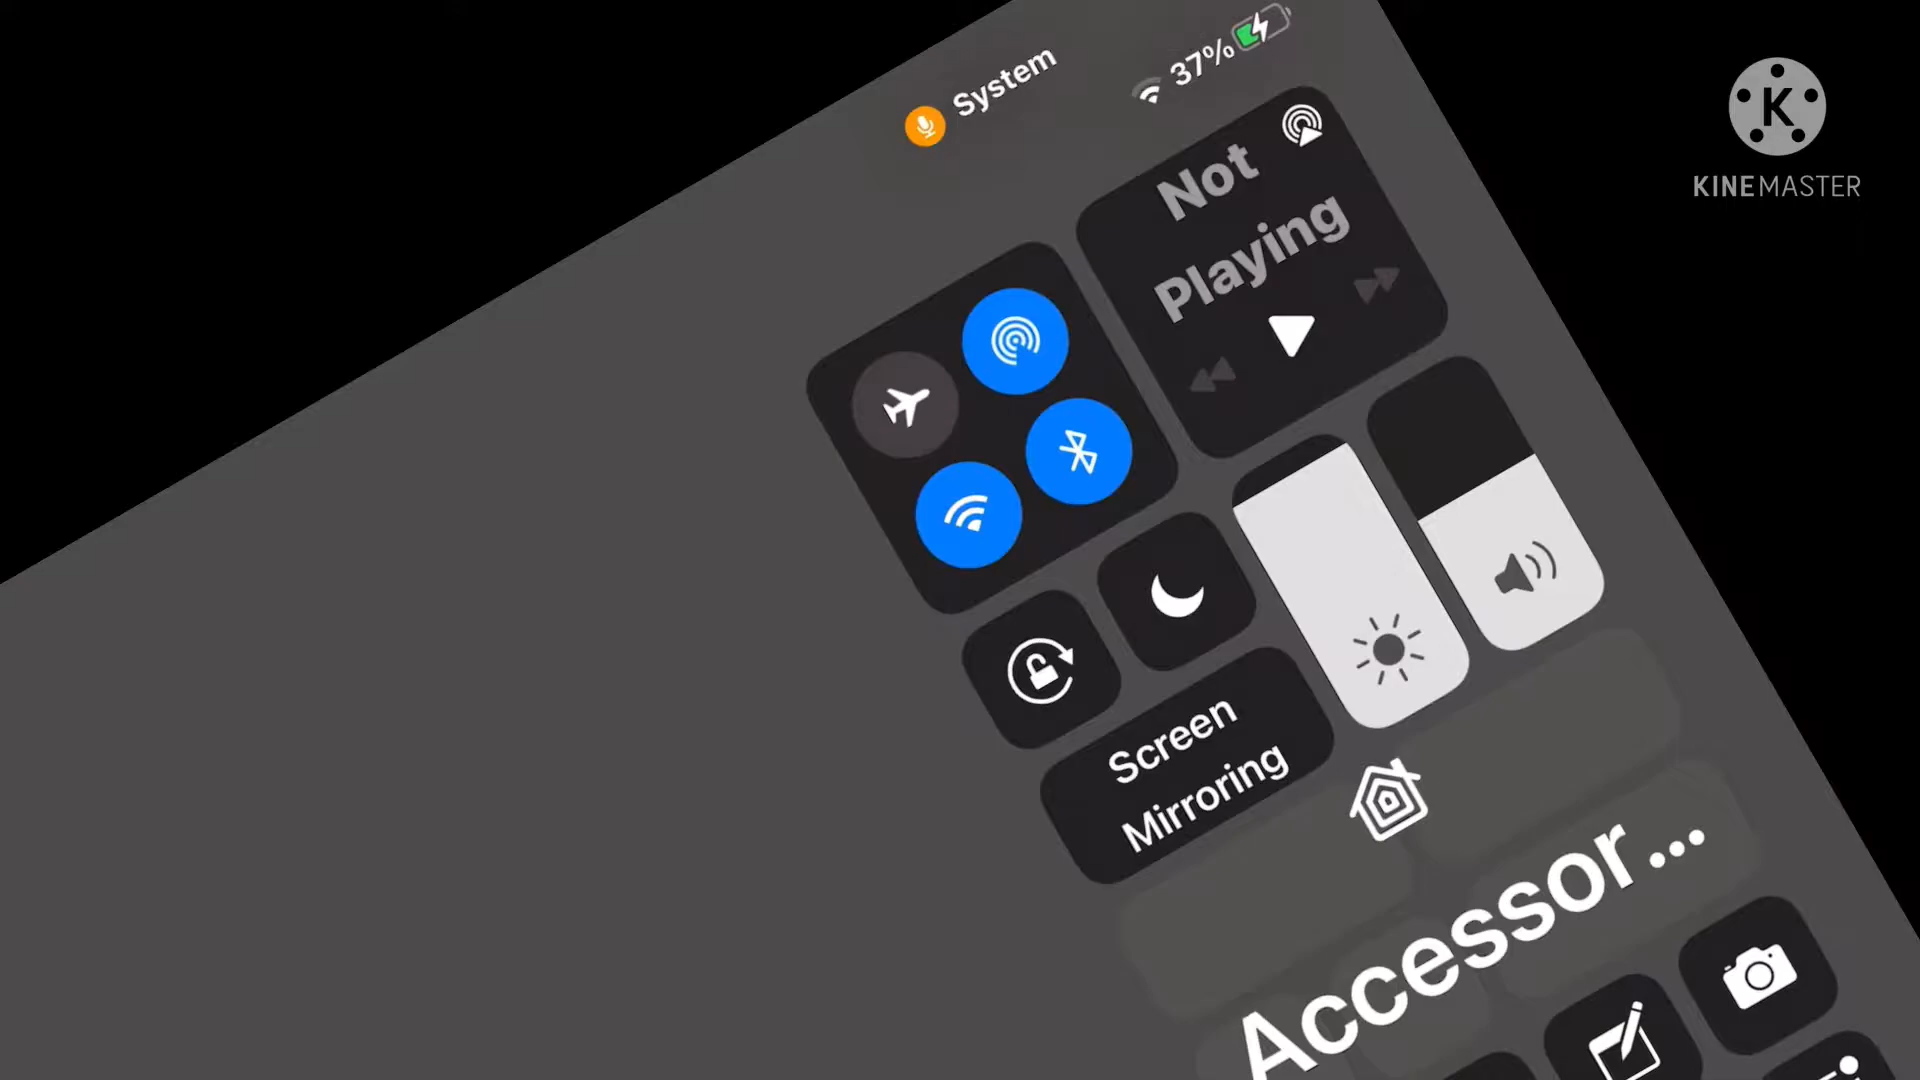 System
37%
KINEMASTER
Not
Playing
Screen
Mirroring
Accessor...